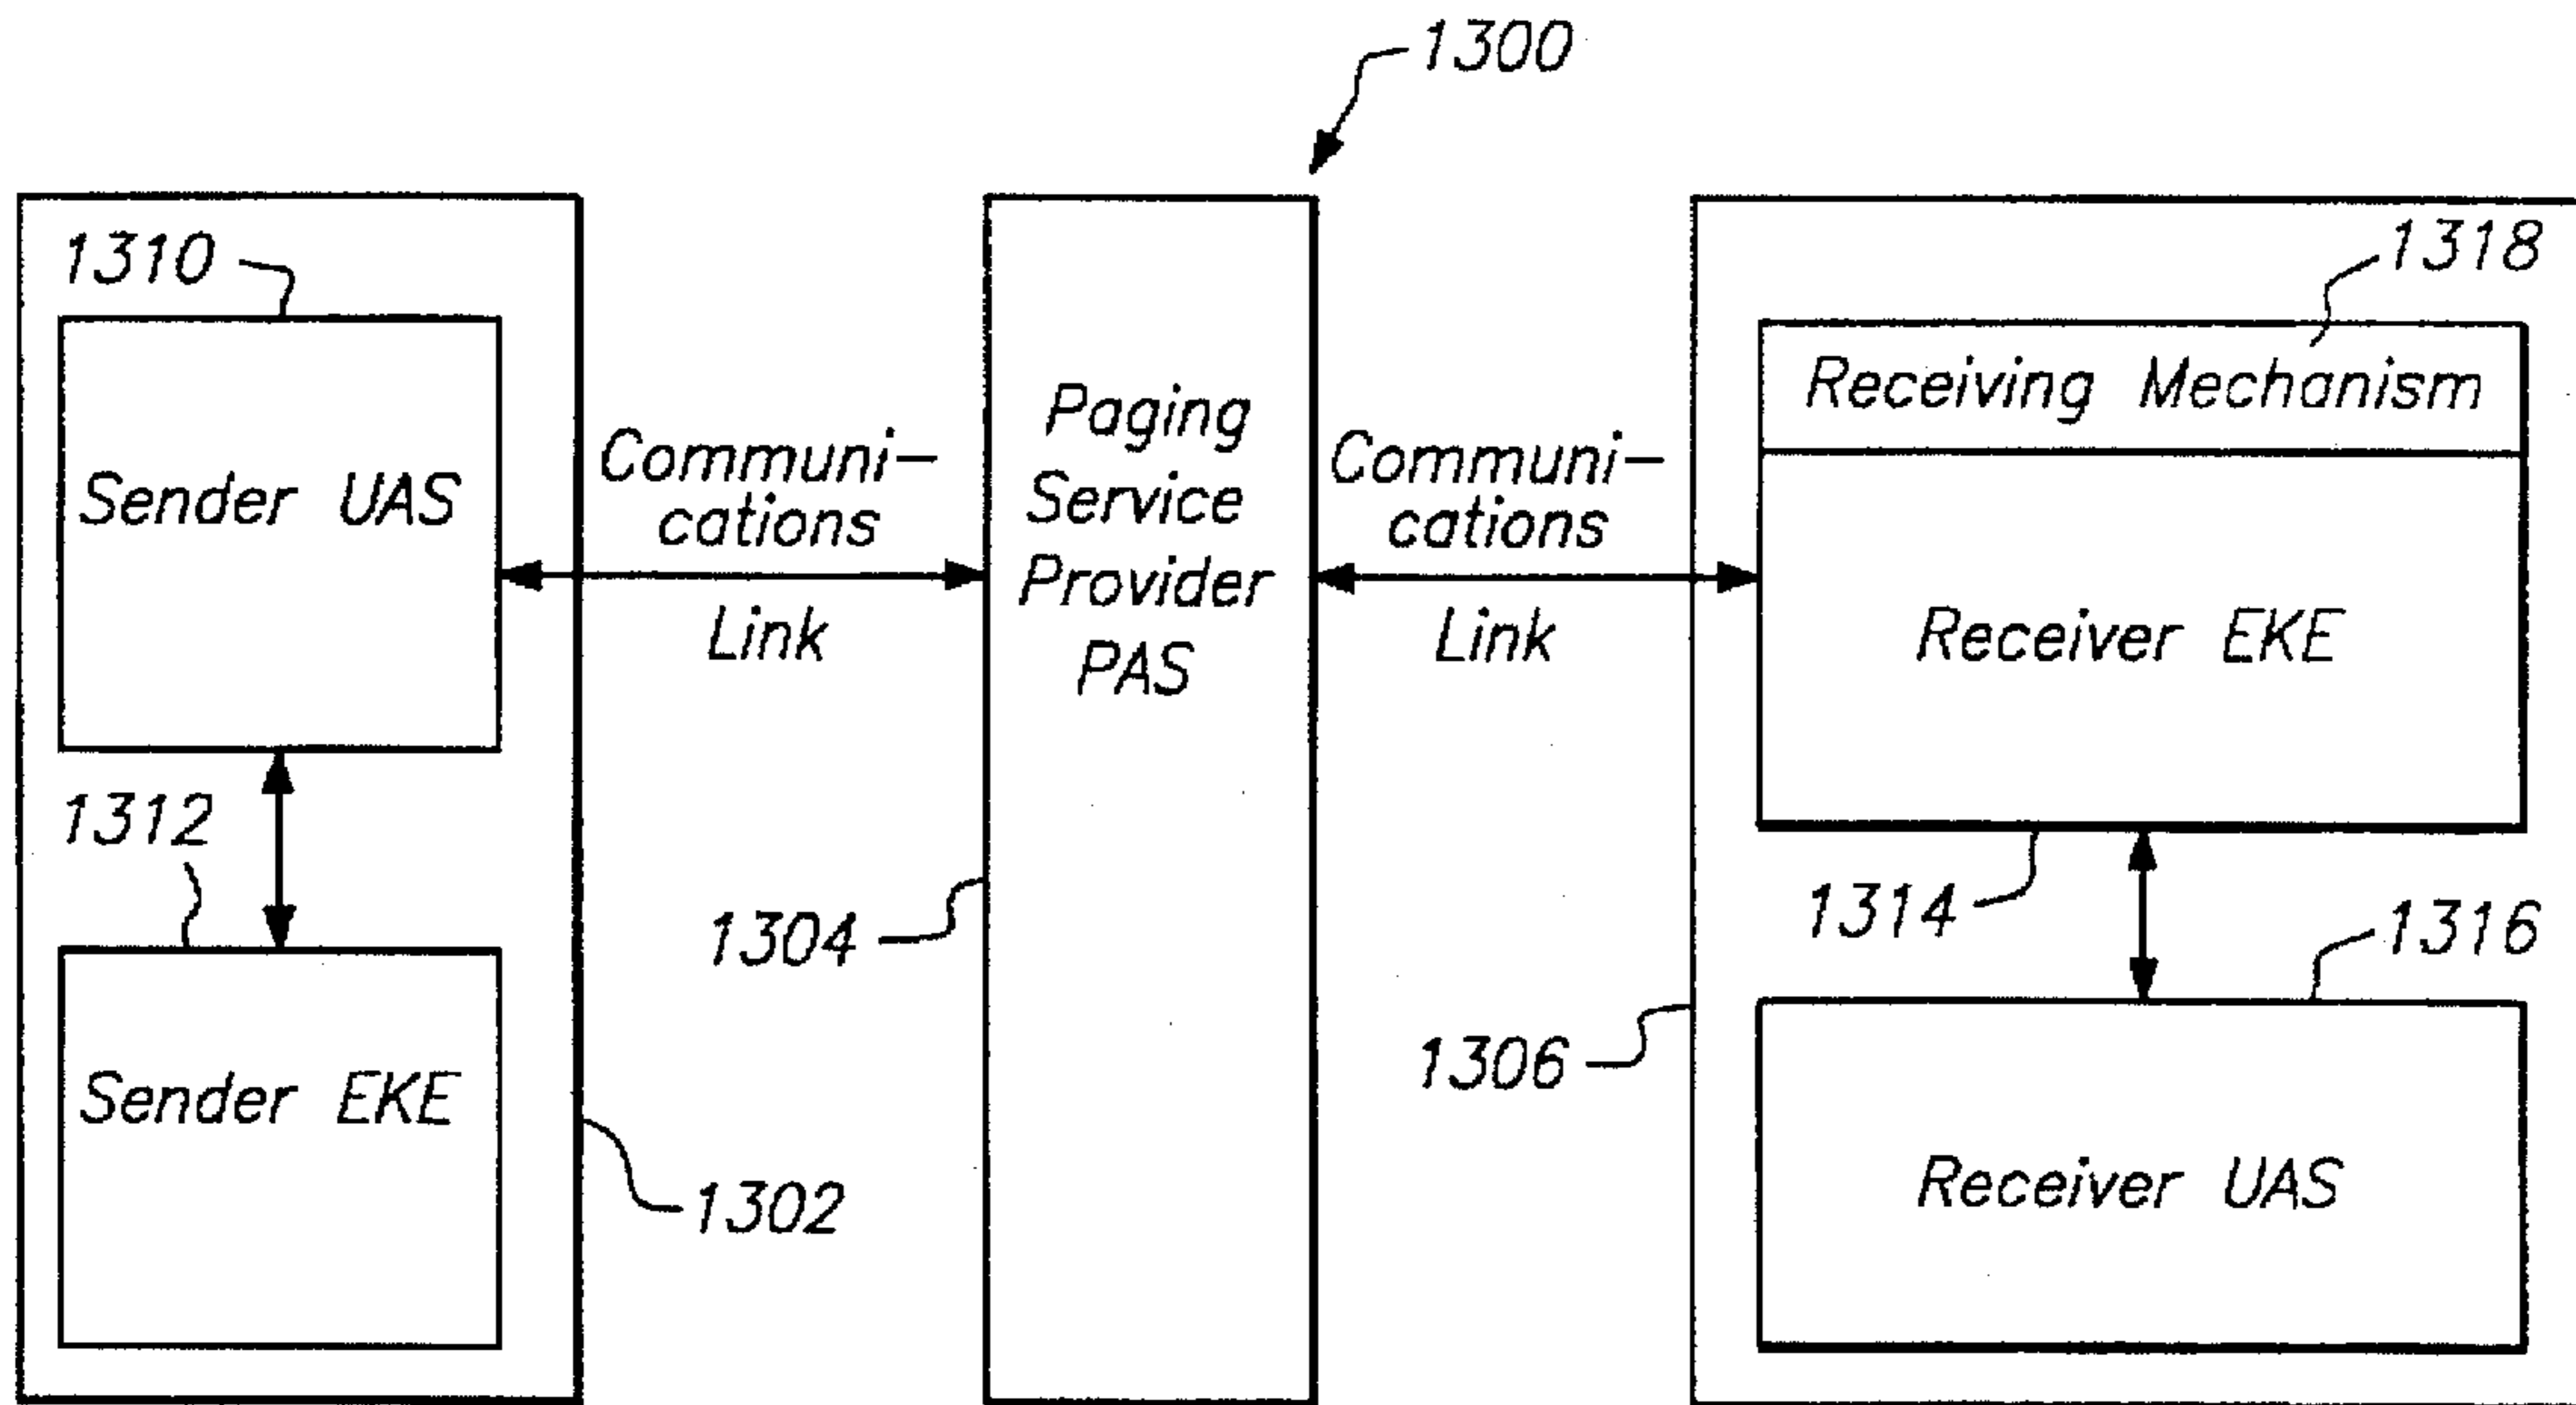 1300
1310
Sender UAS
1312
Sender EKE
1302
Communi-
cations
Link
Paging
Service
Provider
PAS
1304
Communi-
cations
Link
1318
Receiving Mechanism
Receiver EKE
1314
1316
1306
Receiver UAS